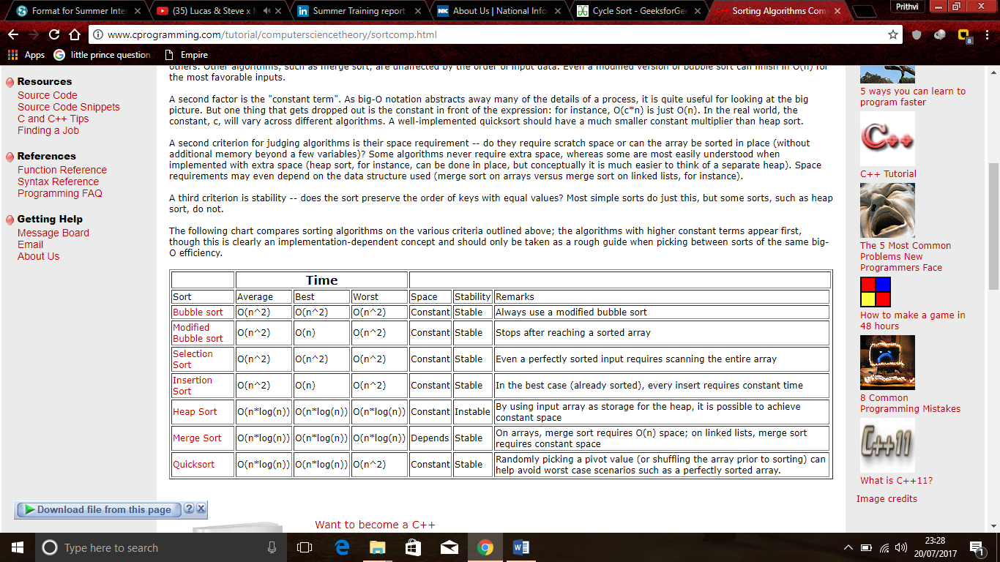 Format for Summer Inter
(35) Lucas & Steve x M
Summer Training report
About Us | National Info
Cycle Sort - GeeksforGee
Sorting Algorithms Com
Prithvi
www.cprogramming.com/tutorial/computersciencetheory/sortcomp.html
8
Apps
little prince question
Empire
Resources
Source Code
Source Code Snippets
C and C++ Tips
Finding a Job
References
Function Reference
Syntax Reference
Programming FAQ
Getting Help
Message Board
Email
About Us
others. Other algorithms, such as merge sort, are unaffected by the order of input data. Even a modified version of bubble sort can finish in O(n) for
the most favorable inputs.
A second factor is the "constant term". As big-O notation abstracts away many of the details of a process, it is quite useful for looking at the big
picture. But one thing that gets dropped out is the constant in front of the expression: for instance, O(c*n) is just O(n). In the real world, the
constant, c, will vary across different algorithms. A well-implemented quicksort should have a much smaller constant multiplier than heap sort.
A second criterion for judging algorithms is their space requirement -- do they require scratch space or can the array be sorted in place (without
additional memory beyond a few variables)? Some algorithms never require extra space, whereas some are most easily understood when
implemented with extra space (heap sort, for instance, can be done in place, but conceptually it is much easier to think of a separate heap). Space
requirements may even depend on the data structure used (merge sort on arrays versus merge sort on linked lists, for instance).
A third criterion is stability -- does the sort preserve the order of keys with equal values? Most simple sorts do just this, but some sorts, such as heap
sort, do not.
The following chart compares sorting algorithms on the various criteria outlined above; the algorithms with higher constant terms appear first,
though this is clearly an implementation-dependent concept and should only be taken as a rough guide when picking between sorts of the same big-
O efficiency.
Time
Sort Average Best Worst Space Stability Remarks
Bubble sort O(n^2) O(n^2) O(n^2) Constant Stable Always use a modified bubble sort
Modified
Bubble sort O(n^2) O(n) O(n^2) Constant Stable Stops after reaching a sorted array
Selection
Sort O(n^2) O(n^2) O(n^2) Constant Stable Even a perfectly sorted input requires scanning the entire array
Insertion
Sort O(n^2) O(n) O(n^2) Constant Stable In the best case (already sorted), every insert requires constant time
Heap Sort O(n*log(n)) O(n*log(n)) O(n*log(n)) Constant Instable By using input array as storage for the heap, it is possible to achieve
constant space
Merge Sort O(n*log(n)) O(n*log(n)) O(n*log(n)) Depends Stable On arrays, merge sort requires O(n) space; on linked lists, merge sort
requires constant space
Quicksort O(n*log(n)) O(n*log(n)) O(n^2) Constant Stable Randomly picking a pivot value (or shuffling the array prior to sorting) can
help avoid worst case scenarios such as a perfectly sorted array.
Want to become a C++
5 ways you can learn to
program faster
C++
C++ Tutorial
The 5 Most Common
Problems New
Programmers Face
How to make a game in
48 hours
8 Common
Programming Mistakes
C++11
What is C++11?
Image credits
Download file from this page
Type here to search
23:28
20/07/2017
1